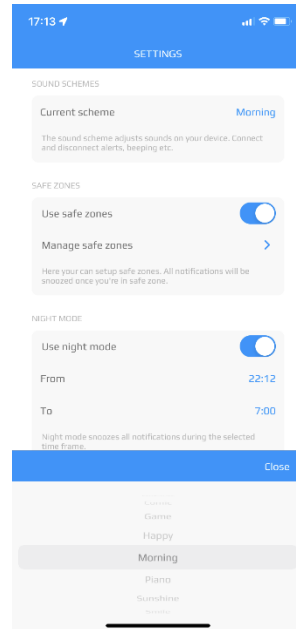 17:13
SETTINGS
SOUND SCHEMES
Current scheme Morning
The sound scheme adjusts sounds on your device. Connect
and disconnect alerts, beeping etc.
SAFE ZONES
Use safe zones
Manage safe zones
Here your can setup safe zones. All notifications will be
snoozed once you're in safe zone.
NIGHT MODE
Use night mode
From 22:12
To 7:00
Night mode snoozes all notifications during the selected
time frame.
Close
Game
Happy
Morning
Piano
Sunshine